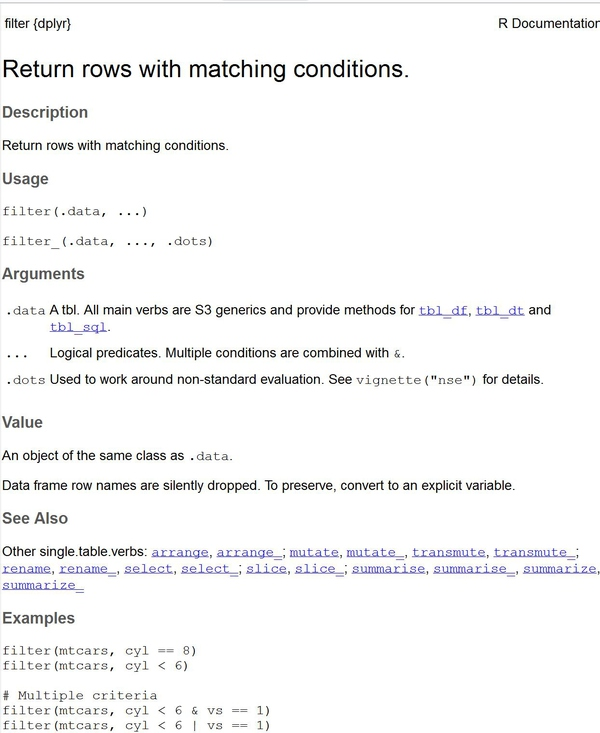 filter {dplyr}
R Documentation
Return rows with matching conditions.
Description
Return rows with matching conditions.
Usage
filter(.data, ...)
filter_(.data, ..., .dots)
Arguments
.data A tbl. All main verbs are S3 generics and provide methods for tbl_df, tbl_dt and
tbl_sql.
... Logical predicates. Multiple conditions are combined with &.
.dots Used to work around non-standard evaluation. See vignette("nse") for details.
Value
An object of the same class as .data.
Data frame row names are silently dropped. To preserve, convert to an explicit variable.
See Also
Other single.table.verbs: arrange, arrange_; mutate, mutate_, transmute, transmute_;
rename, rename_, select, select_; slice, slice_; summarise, summarise_, summarize,
summarize_
Examples
filter(mtcars, cyl == 8)
filter(mtcars, cyl < 6)
# Multiple criteria
filter(mtcars, cyl < 6 & vs == 1)
filter(mtcars, cyl < 6 | vs == 1)